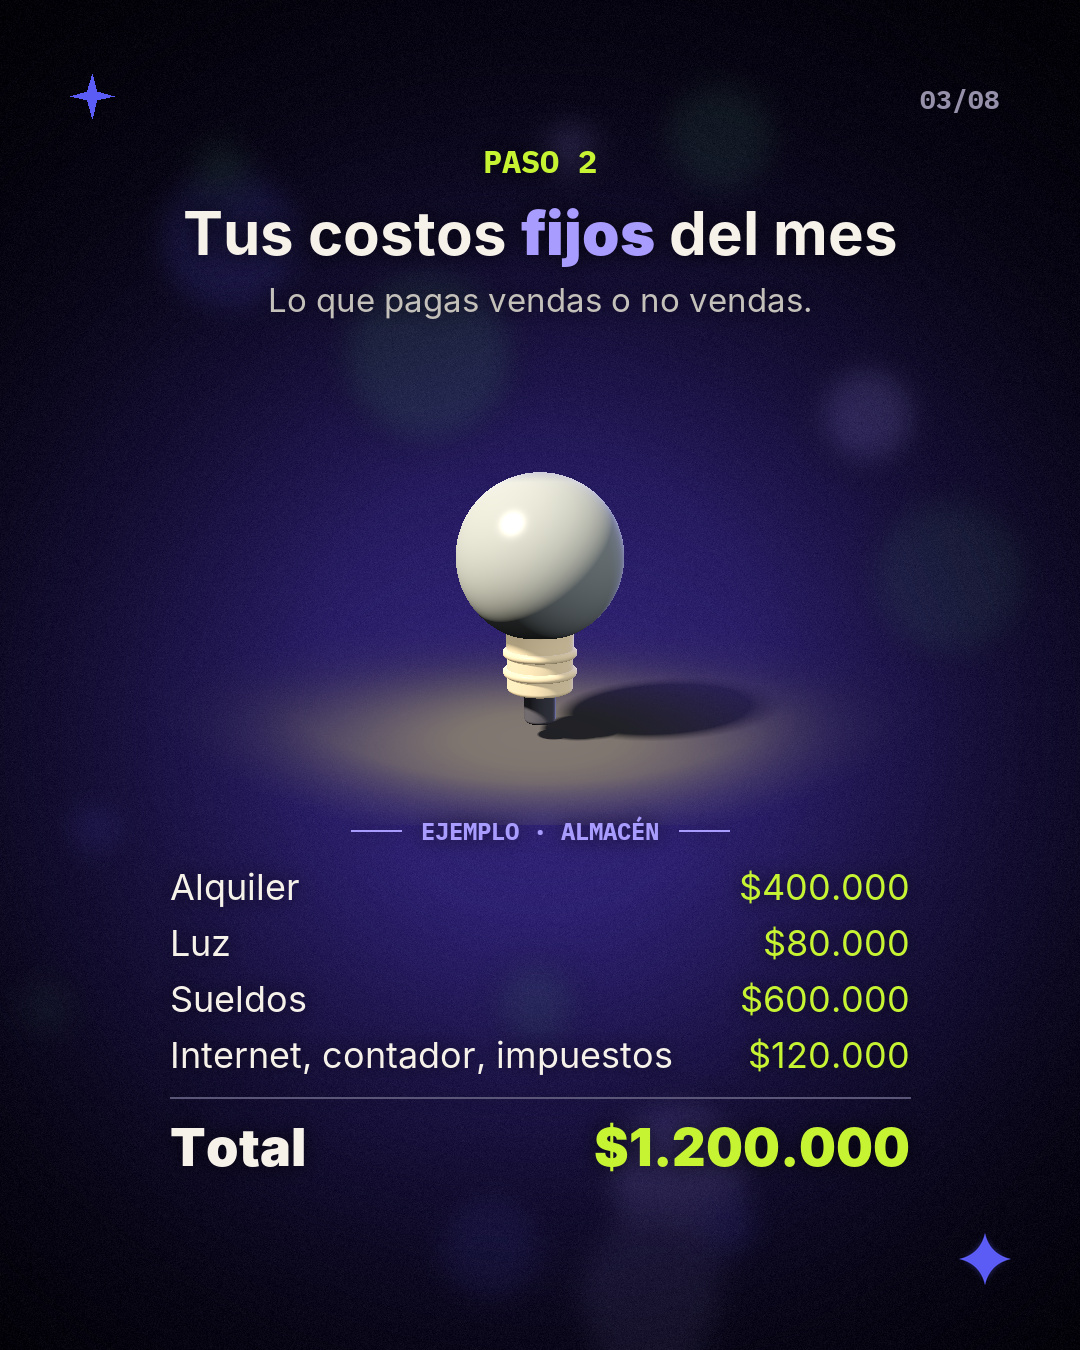 03/08
PASO 2
Tus costos fijos del mes
Lo que pagas vendas o no vendas.
EJEMPLO · ALMACÉN
Alquiler $400.000
Luz $80.000
Sueldos $600.000
Internet, contador, impuestos $120.000
Total $1.200.000